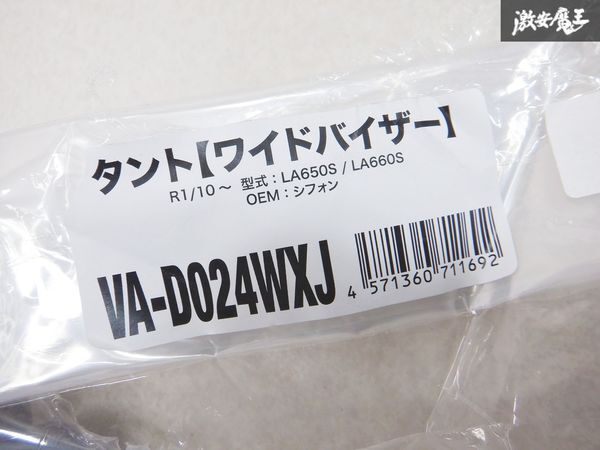 激安魔王
タント【ワイドバイザー】
R1/10～ 型式：LA650S / LA660S
OEM：シフォン
VA-D024WXJ
4 571360 711692